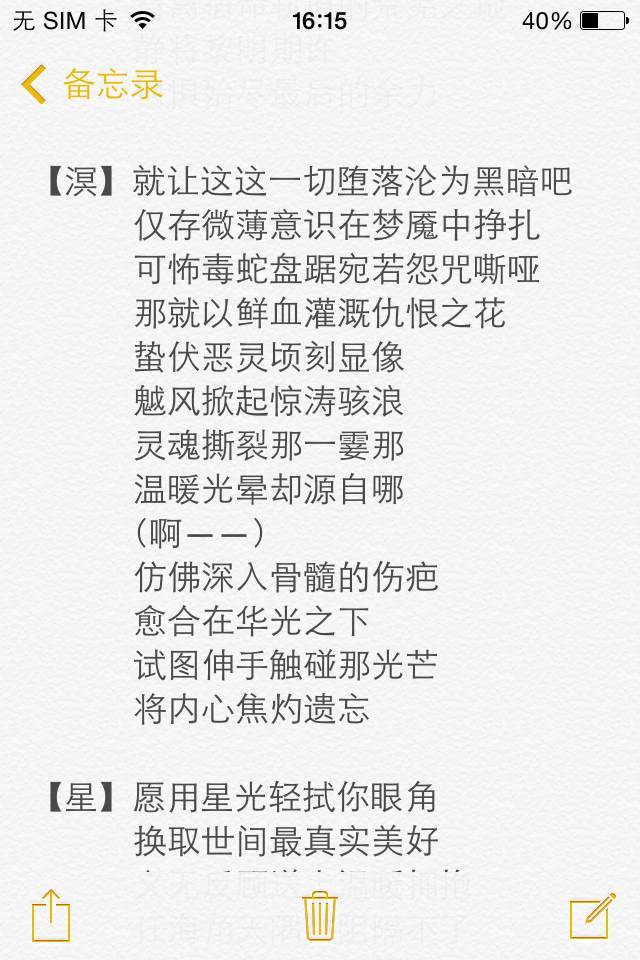 无 SIM 卡 16:15 40%
备忘录
【溟】就让这这一切堕落沦为黑暗吧
仅存微薄意识在梦魇中挣扎
可怖毒蛇盘踞宛若怨咒嘶哑
那就以鲜血灌溉仇恨之花
蛰伏恶灵顷刻显像
魆风掀起惊涛骇浪
灵魂撕裂那一霎那
温暖光晕却源自哪
(啊——)
仿佛深入骨髓的伤疤
愈合在华光之下
试图伸手触碰那光芒
将内心焦灼遗忘
【星】愿用星光轻拭你眼角
换取世间最真实美好